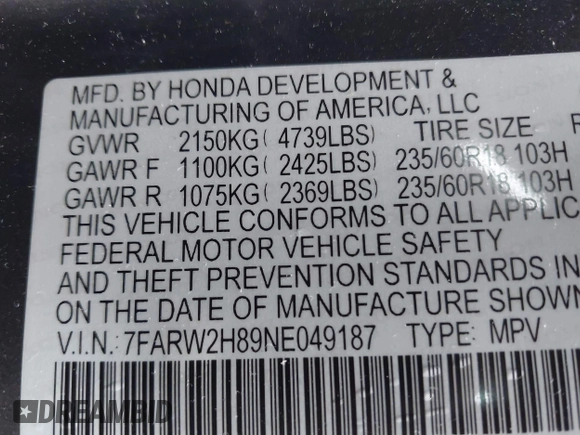 MFD. BY HONDA DEVELOPMENT &
MANUFACTURING OF AMERICA, LLC
GVWR 2150KG( 4739LBS) TIRE SIZE R
GAWR F 1100KG( 2425LBS) 235/60R18 103H
GAWR R 1075KG( 2369LBS) 235/60R18 103H
THIS VEHICLE CONFORMS TO ALL APPLIC
FEDERAL MOTOR VEHICLE SAFETY
AND THEFT PREVENTION STANDARDS IN
ON THE DATE OF MANUFACTURE SHOWN
V.I.N.: 7FARW2H89NE049187 TYPE: MPV
DREAMBID